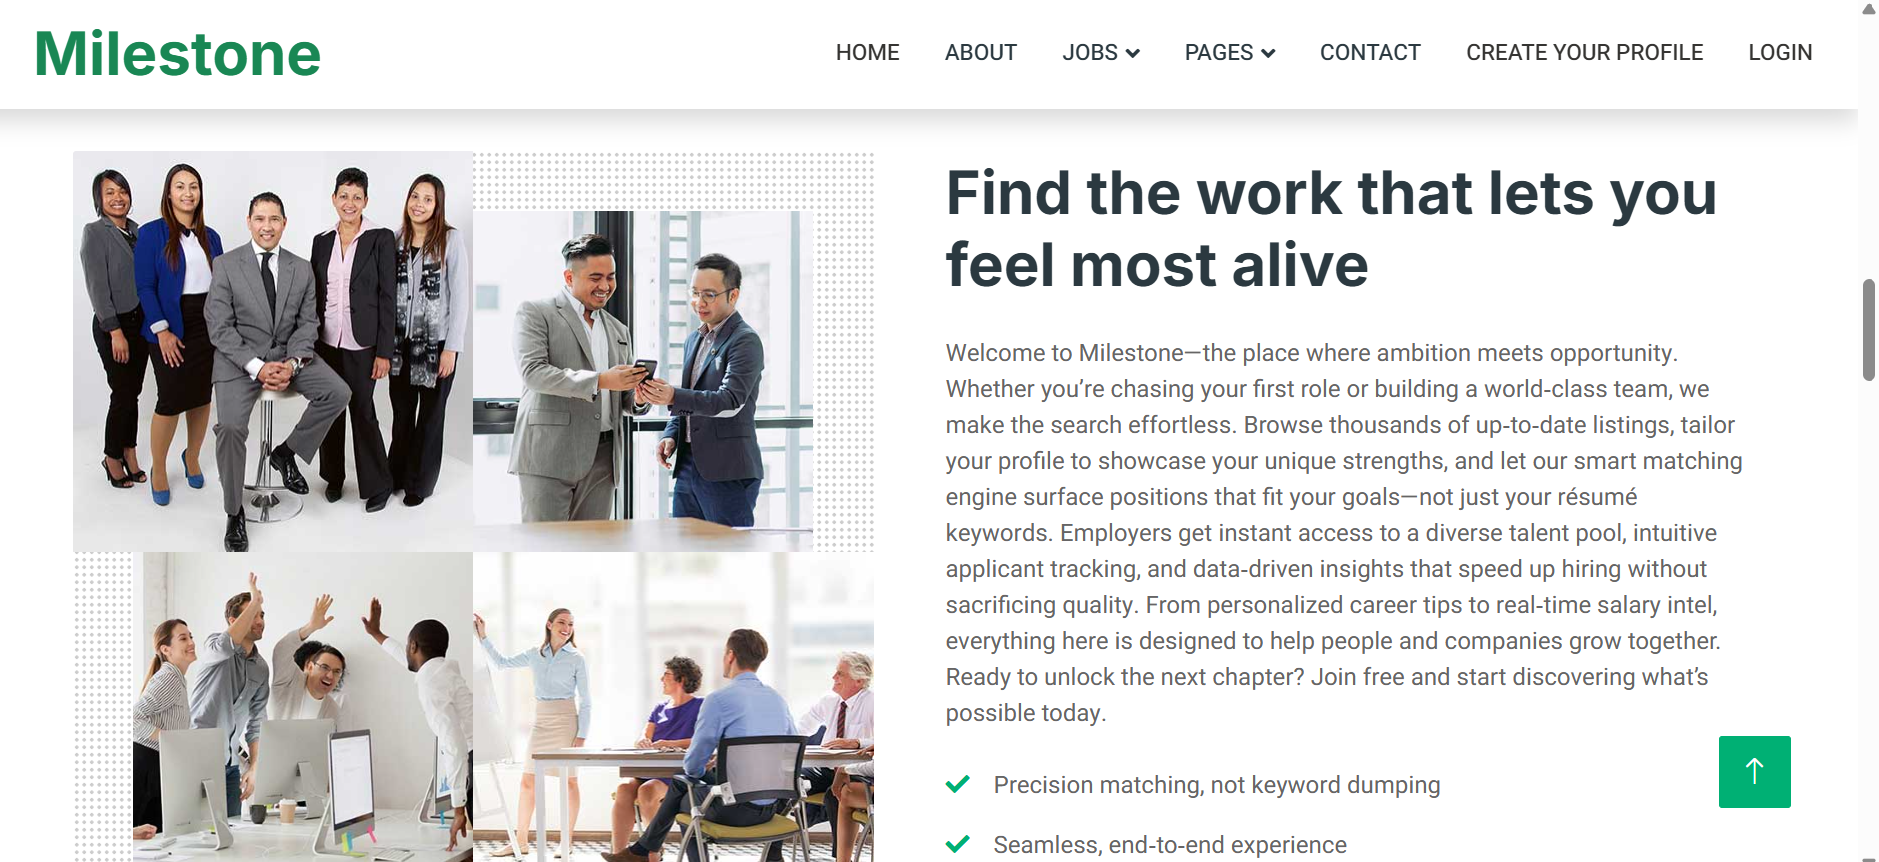 Milestone
HOME
ABOUT
JOBS
PAGES
CONTACT
CREATE YOUR PROFILE
LOGIN
Find the work that lets you
feel most alive
Welcome to Milestone—the place where ambition meets opportunity.
Whether you’re chasing your first role or building a world-class team, we
make the search effortless. Browse thousands of up-to-date listings, tailor
your profile to showcase your unique strengths, and let our smart matching
engine surface positions that fit your goals—not just your résumé
keywords. Employers get instant access to a diverse talent pool, intuitive
applicant tracking, and data-driven insights that speed up hiring without
sacrificing quality. From personalized career tips to real-time salary intel,
everything here is designed to help people and companies grow together.
Ready to unlock the next chapter? Join free and start discovering what’s
possible today.
Precision matching, not keyword dumping
Seamless, end-to-end experience